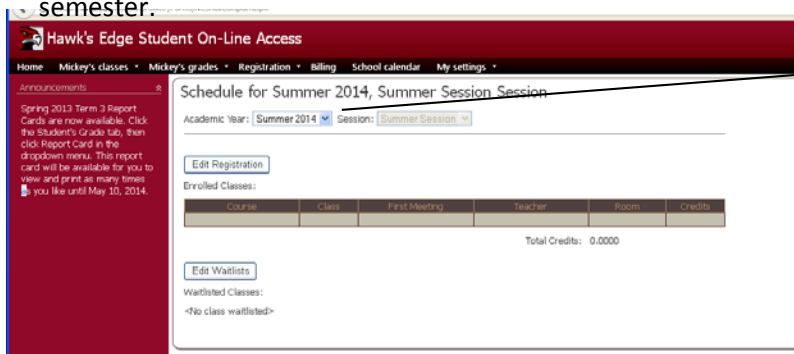 semester.
Hawk's Edge Student On-Line Access
Home Mickey's classes Mickey's grades Registration Billing School calendar My settings
Announcements
Schedule for Summer 2014, Summer Session Session
Academic Year: Summer 2014 Session: Summer Session
Spring 2013 Term 3 Report
Cards are now available. Click
the Student's Grade tab, then
click Report Card in the
dropdown menu. This report
card will be available for you to
view and print as many times
as you like until May 10, 2014.
Edit Registration
Enrolled Classes:
Course Class First Meeting Teacher Room Credits
Total Credits: 0.0000
Edit Waitlists
Waitlisted Classes:
<No class waitlisted>